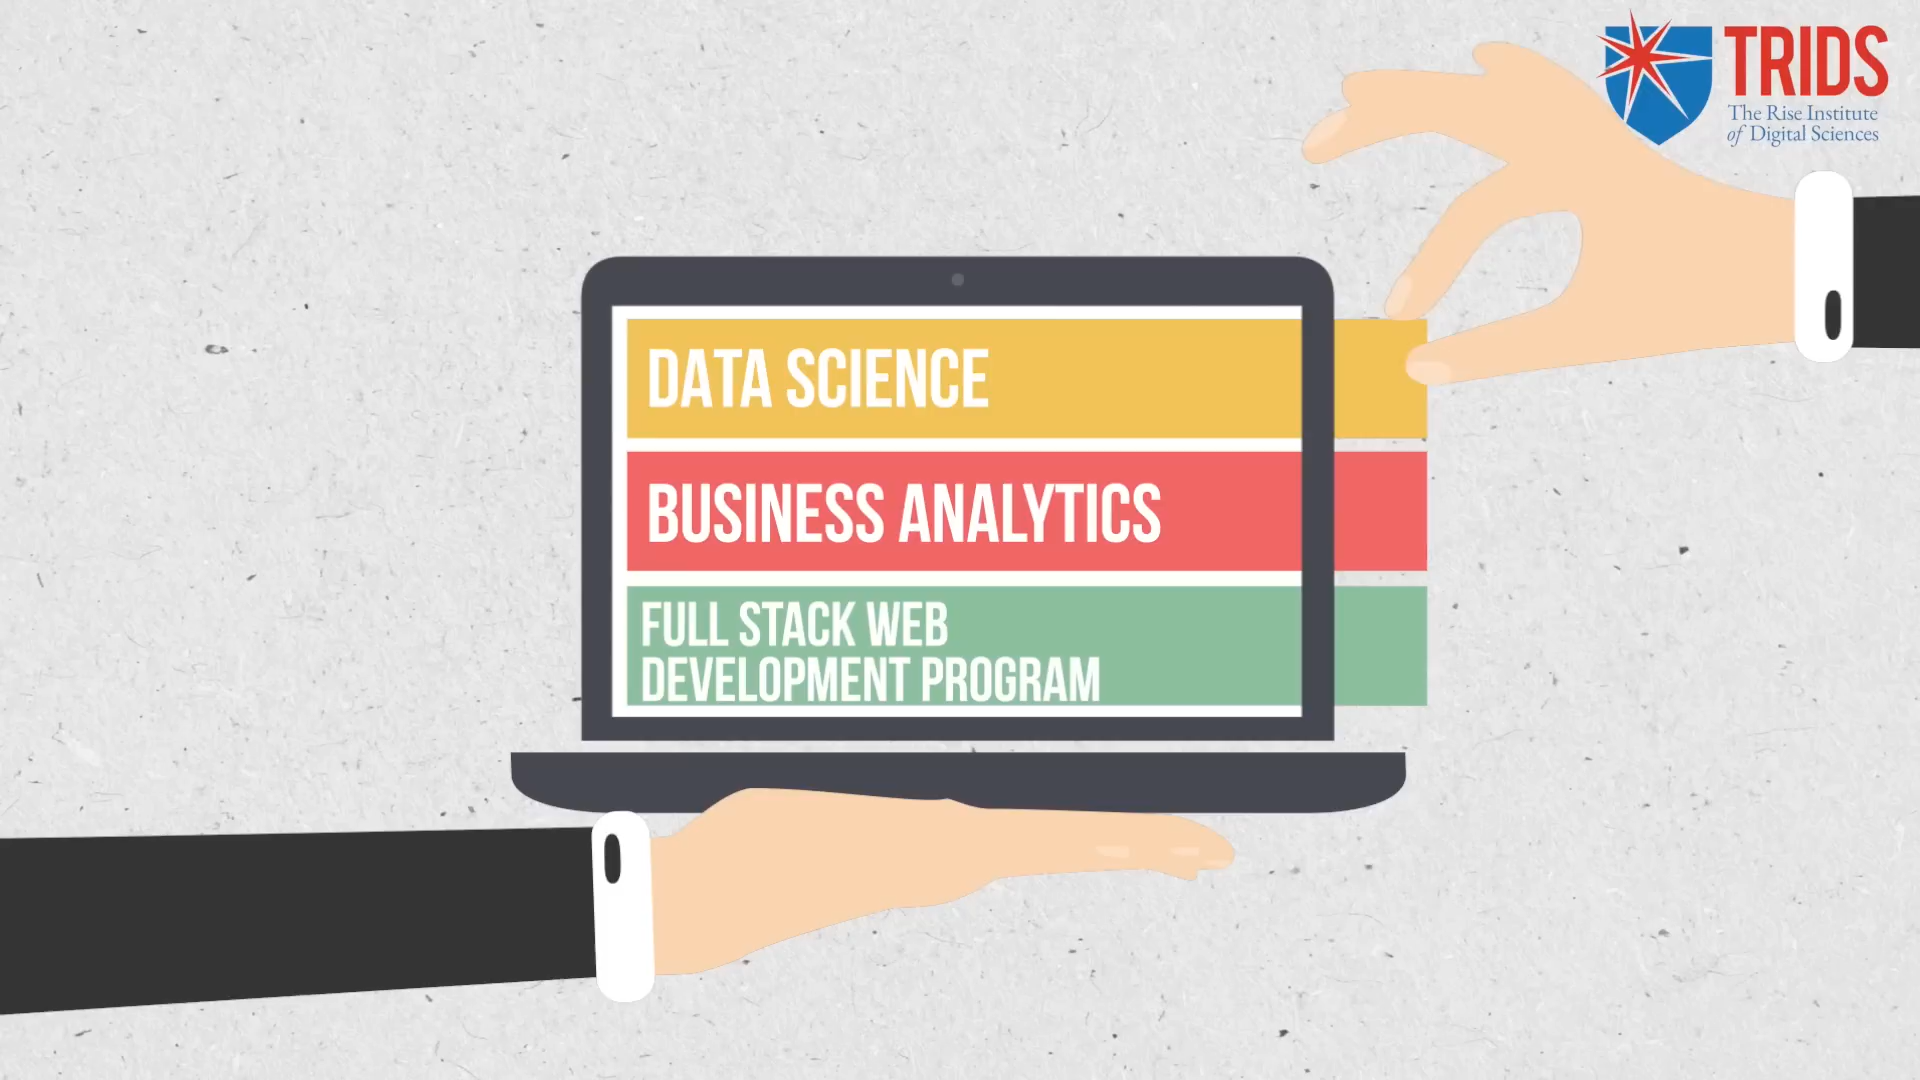 TRIDS
The Rise Institute
of Digital Sciences
DATA SCIENCE
BUSINESS ANALYTICS
FULL STACK WEB
DEVELOPMENT PROGRAM